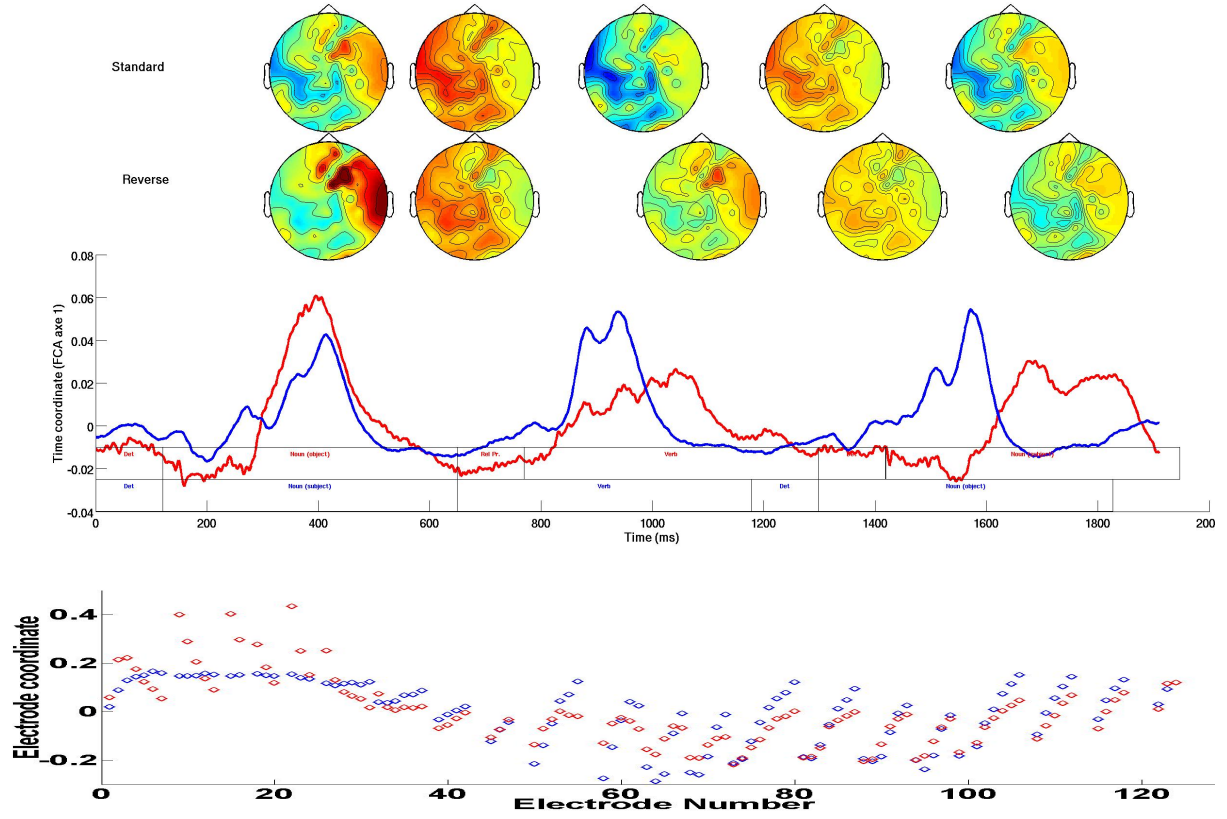 Standard
Reverse
0.08
0.06
0.04
0.02
0
-0.02
-0.04
Time coordinate (FCA axe 1)
Det Noun (object) Rel Pr. Verb
Det Noun (subject) Verb Det Noun (object)
0 200 400 600 800 1000 1200 1400 1600 1800 200
Time (ms)
0.4
0.2
0
-0.2
Electrode coordinate
0 20 40 60 80 100 120
Electrode Number